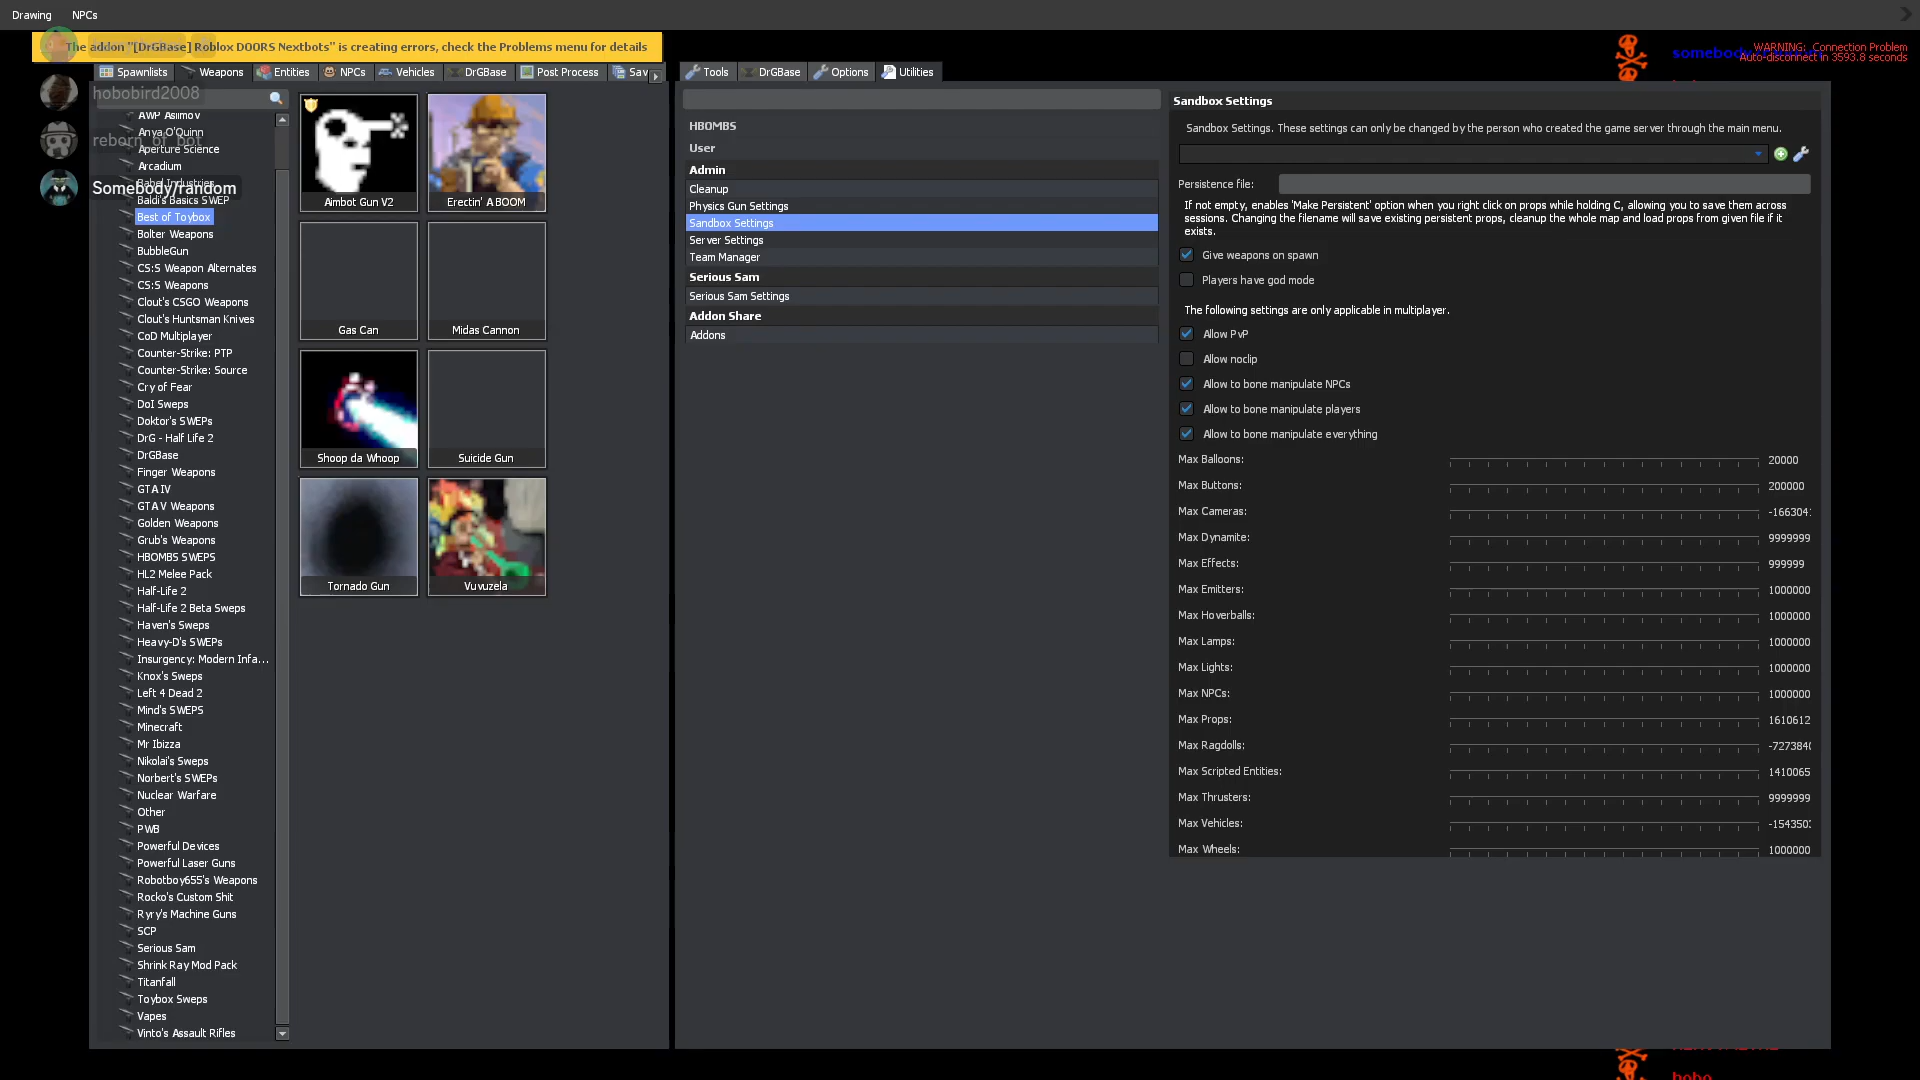 Drawing
NPCs
The addon "[DrGBase] Roblox DOORS Nextbots" is creating errors, check the Problems menu for details
WARNING: Connection Problem
Auto-disconnect in 3593.8 seconds
Spawnlists
Weapons
Entities
NPCs
Vehicles
DrGBase
Post Process
Sav
Tools
DrGBase
Options
Utilities
hobobird2008
reborn_of_bot
Somebody/random
AWP Asiimov
Anya O'Quinn
Aperture Science
Arcadium
Babel Industries
Baldi's Basics SWEP
Best of Toybox
Bolter Weapons
BubbleGun
CS:S Weapon Alternates
CS:S Weapons
Clout's CSGO Weapons
Clout's Huntsman Knives
CoD Multiplayer
Counter-Strike: PTP
Counter-Strike: Source
Cry of Fear
DoI Sweps
Doktor's SWEPs
DrG - Half Life 2
DrGBase
Finger Weapons
GTA IV
GTA V Weapons
Golden Weapons
Grub's Weapons
HBOMBS SWEPS
HL2 Melee Pack
Half-Life 2
Half-Life 2 Beta Sweps
Haven's Sweps
Heavy-D's SWEPs
Insurgency: Modern Infa...
Knox's Sweps
Left 4 Dead 2
Mind's SWEPS
Minecraft
Mr Ibizza
Nikolai's Sweps
Norbert's SWEPs
Nuclear Warfare
Other
PWB
Powerful Devices
Powerful Laser Guns
Robotboy655's Weapons
Rocko's Custom Shit
Ryry's Machine Guns
SCP
Serious Sam
Shrink Ray Mod Pack
Titanfall
Toybox Sweps
Vapes
Vinto's Assault Rifles
Aimbot Gun V2
Erectin' A BOOM
Gas Can
Midas Cannon
Shoop da Whoop
Suicide Gun
Tornado Gun
Vuvuzela
HBOMBS
User
Admin
Cleanup
Physics Gun Settings
Sandbox Settings
Server Settings
Team Manager
Serious Sam
Serious Sam Settings
Addon Share
Addons
Sandbox Settings
Sandbox Settings. These settings can only be changed by the person who created the game server through the main menu.
Persistence file:
If not empty, enables 'Make Persistent' option when you right click on props while holding C, allowing you to save them across
sessions. Changing the filename will save existing persistent props, cleanup the whole map and load props from given file if it
exists.
Give weapons on spawn
Players have god mode
The following settings are only applicable in multiplayer.
Allow PvP
Allow noclip
Allow to bone manipulate NPCs
Allow to bone manipulate players
Allow to bone manipulate everything
Max Balloons: 20000
Max Buttons: 200000
Max Cameras: -166304
Max Dynamite: 9999999
Max Effects: 999999
Max Emitters: 1000000
Max Hoverballs: 1000000
Max Lamps: 1000000
Max Lights: 1000000
Max NPCs: 1000000
Max Props: 1610612
Max Ragdolls: -727384
Max Scripted Entities: 1410065
Max Thrusters: 9999999
Max Vehicles: -154350
Max Wheels: 1000000
hobo